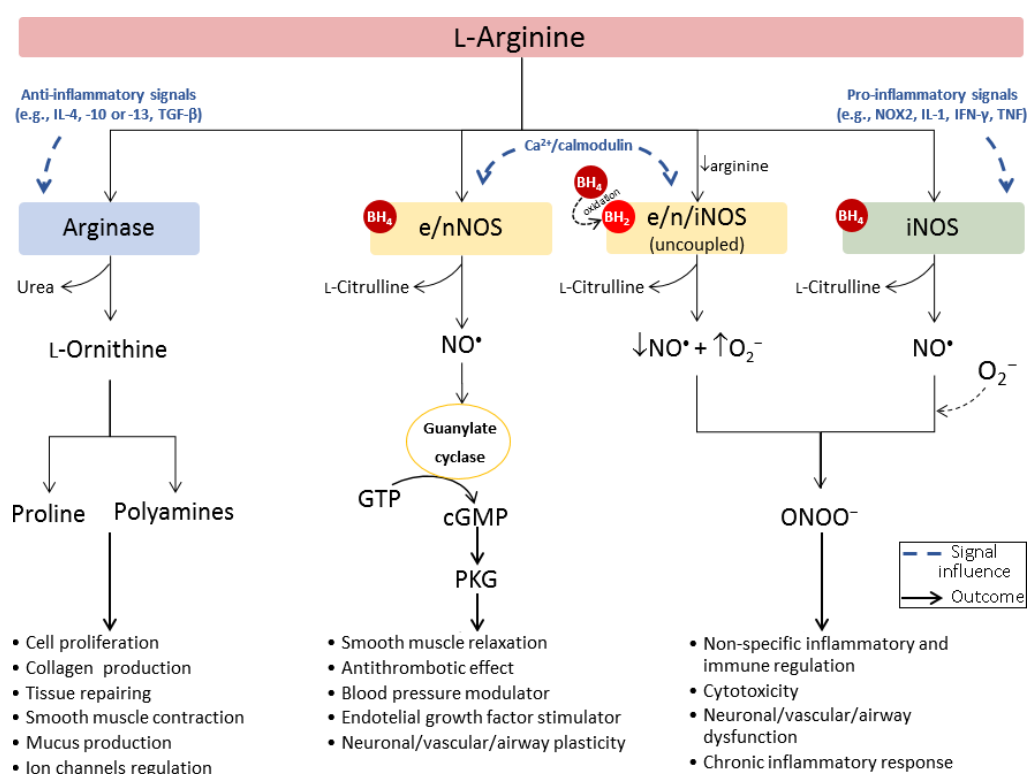 L-Arginine
Anti-inflammatory signals
(e.g., IL-4, -10 or -13, TGF-β)
Pro-inflammatory signals
(e.g., NOX2, IL-1, IFN-γ, TNF)
Ca²⁺/calmodulin
↓arginine
Arginase
BH₄
e/nNOS
BH₄
oxidation
BH₂
e/n/iNOS
(uncoupled)
BH₄
iNOS
Urea
L-Citrulline
L-Citrulline
L-Citrulline
L-Ornithine
NO•
↓NO• + ↑O₂⁻
NO•
O₂⁻
Guanylate
cyclase
GTP
cGMP
PKG
Proline
Polyamines
ONOO⁻
Signal
influence
Outcome
• Cell proliferation
• Collagen production
• Tissue repairing
• Smooth muscle contraction
• Mucus production
• Ion channels regulation
• Smooth muscle relaxation
• Antithrombotic effect
• Blood pressure modulator
• Endotelial growth factor stimulator
• Neuronal/vascular/airway plasticity
• Non-specific inflammatory and
immune regulation
• Cytotoxicity
• Neuronal/vascular/airway
dysfunction
• Chronic inflammatory response